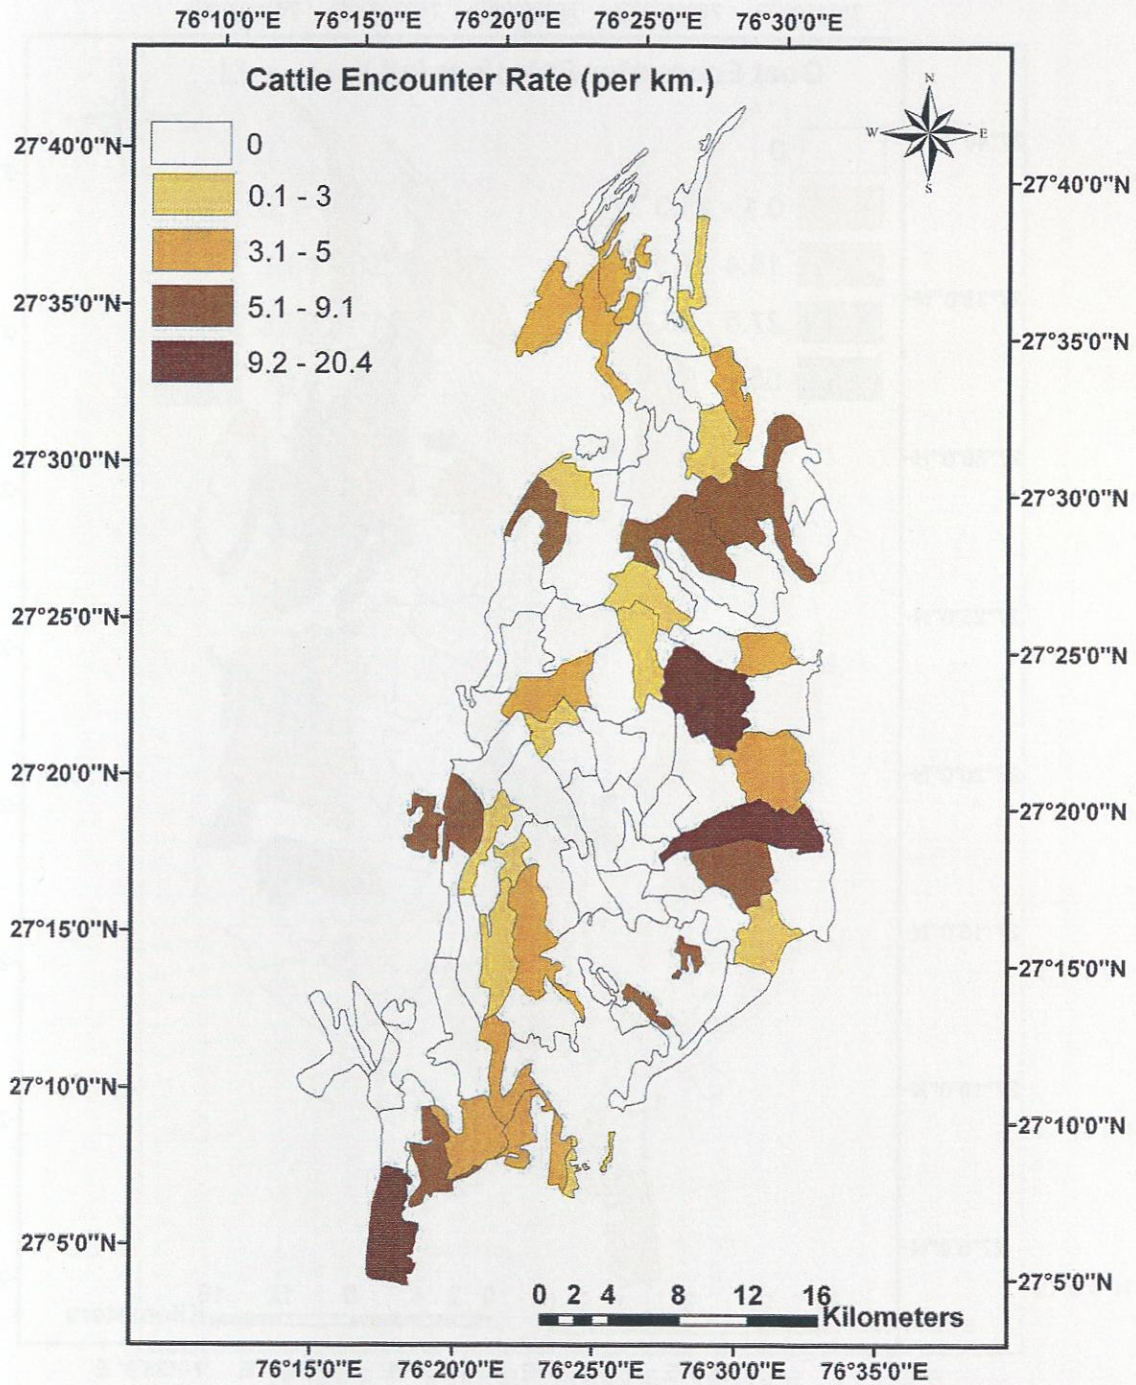 76°10'0"E 76°15'0"E 76°20'0"E 76°25'0"E 76°30'0"E
Cattle Encounter Rate (per km.)
N
W E
S
0
0.1 - 3
3.1 - 5
5.1 - 9.1
9.2 - 20.4
27°40'0"N
27°35'0"N
27°30'0"N
27°25'0"N
27°20'0"N
27°15'0"N
27°10'0"N
27°5'0"N
27°40'0"N
27°35'0"N
27°30'0"N
27°25'0"N
27°20'0"N
27°15'0"N
27°10'0"N
27°5'0"N
0 2 4 8 12 16
Kilometers
76°15'0"E 76°20'0"E 76°25'0"E 76°30'0"E 76°35'0"E